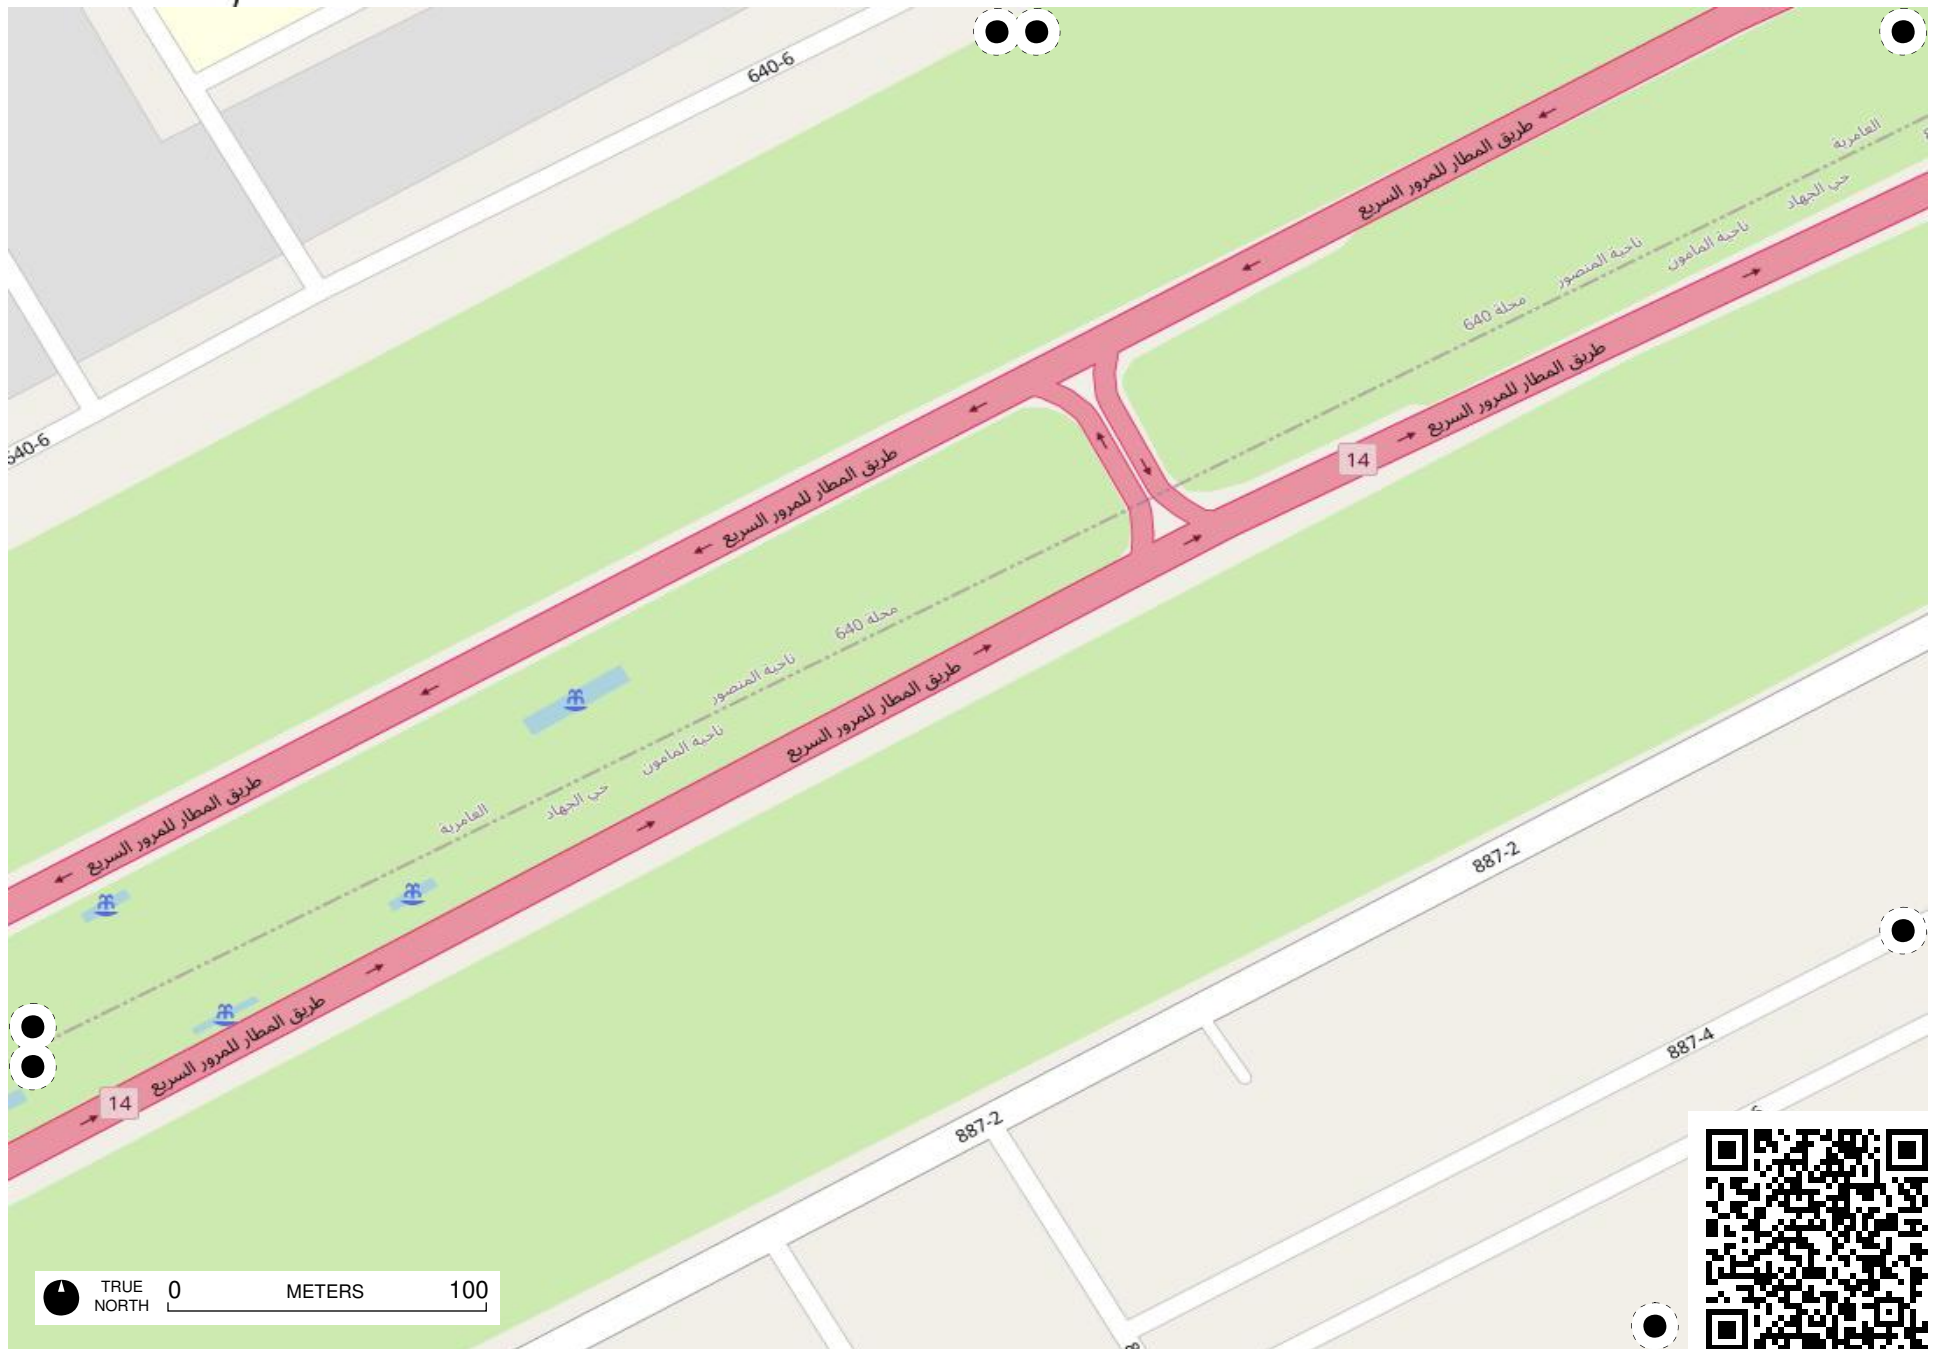 640-6
طريق المطار للمرور السريع
العامرية
حي الجهاد
ناحية المنصور
ناحية المامون
محلة 640
طريق المطار للمرور السريع
640-6
14
طريق المطار للمرور السريع
محلة 640
ناحية المنصور
ناحية المامون
طريق المطار للمرور السريع
حي الجهاد
العامرية
طريق المطار للمرور السريع
887-2
طريق المطار للمرور السريع
14
887-4
887-2
TRUE NORTH
0 METERS 100